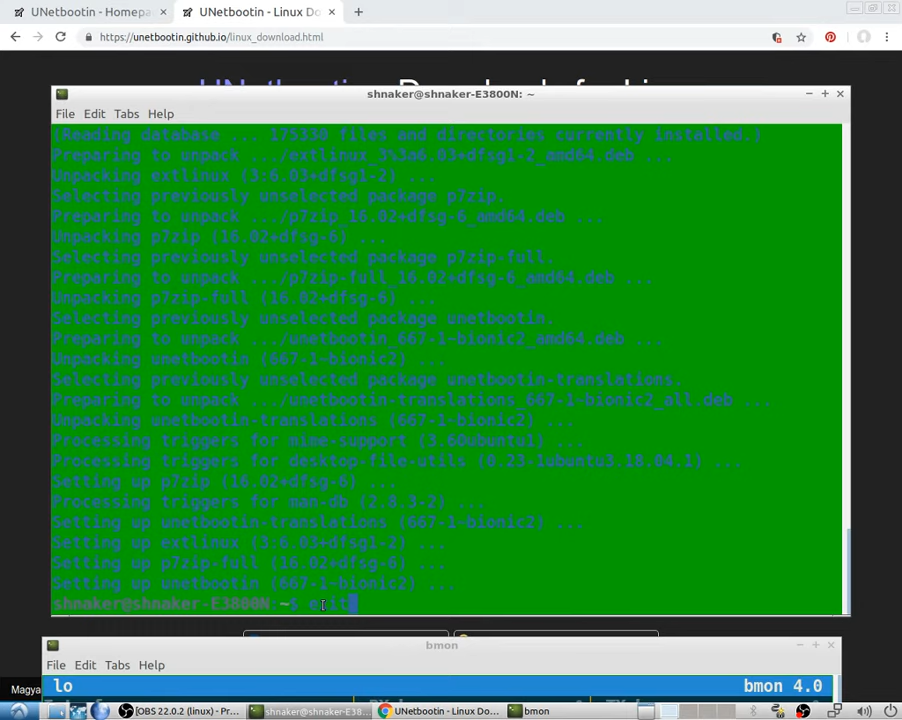 UNetbootin - Homepa
UNetbootin - Linux Do
https://unetbootin.github.io/linux_download.html
shnaker@shnaker-E3800N: ~
File Edit Tabs Help
(Reading database ... 175330 files and directories currently installed.)
Preparing to unpack .../extlinux_3%3a6.03+dfsg1-2_amd64.deb ...
Unpacking extlinux (3:6.03+dfsg1-2) ...
Selecting previously unselected package p7zip.
Preparing to unpack .../p7zip_16.02+dfsg-6_amd64.deb ...
Unpacking p7zip (16.02+dfsg-6) ...
Selecting previously unselected package p7zip-full.
Preparing to unpack .../p7zip-full_16.02+dfsg-6_amd64.deb ...
Unpacking p7zip-full (16.02+dfsg-6) ...
Selecting previously unselected package unetbootin.
Preparing to unpack .../unetbootin_667-1~bionic2_amd64.deb ...
Unpacking unetbootin (667-1~bionic2) ...
Selecting previously unselected package unetbootin-translations.
Preparing to unpack .../unetbootin-translations_667-1~bionic2_all.deb ...
Unpacking unetbootin-translations (667-1~bionic2) ...
Processing triggers for mime-support (3.60ubuntu1) ...
Processing triggers for desktop-file-utils (0.23-1ubuntu3.18.04.1) ...
Setting up p7zip (16.02+dfsg-6) ...
Processing triggers for man-db (2.8.3-2) ...
Setting up unetbootin-translations (667-1~bionic2) ...
Setting up extlinux (3:6.03+dfsg1-2) ...
Setting up p7zip-full (16.02+dfsg-6) ...
Setting up unetbootin (667-1~bionic2) ...
shnaker@shnaker-E3800N:~$ exit
bmon
File Edit Tabs Help
Magya
lo bmon 4.0
[OBS 22.0.2 (linux) - Pr...
shnaker@shnaker-E38...
UNetbootin - Linux Do...
bmon